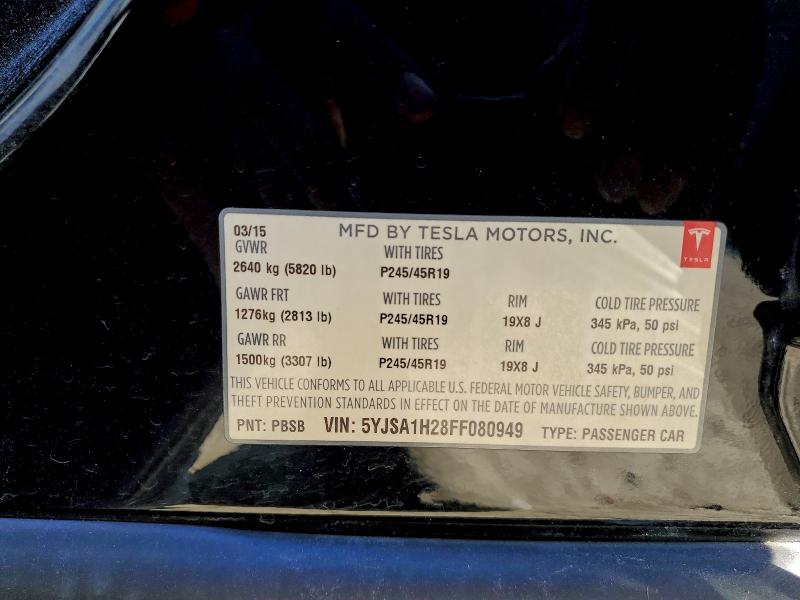 03/15 MFD BY TESLA MOTORS, INC.
TESLA
GVWR WITH TIRES
2640 kg (5820 lb) P245/45R19
GAWR FRT WITH TIRES RIM COLD TIRE PRESSURE
1276kg (2813 lb) P245/45R19 19X8 J 345 kPa, 50 psi
GAWR RR WITH TIRES RIM COLD TIRE PRESSURE
1500kg (3307 lb) P245/45R19 19X8 J 345 kPa, 50 psi
THIS VEHICLE CONFORMS TO ALL APPLICABLE U.S. FEDERAL MOTOR VEHICLE SAFETY, BUMPER, AND
THEFT PREVENTION STANDARDS IN EFFECT ON THE DATE OF MANUFACTURE SHOWN ABOVE.
PNT: PBSB VIN: 5YJSA1H28FF080949 TYPE: PASSENGER CAR